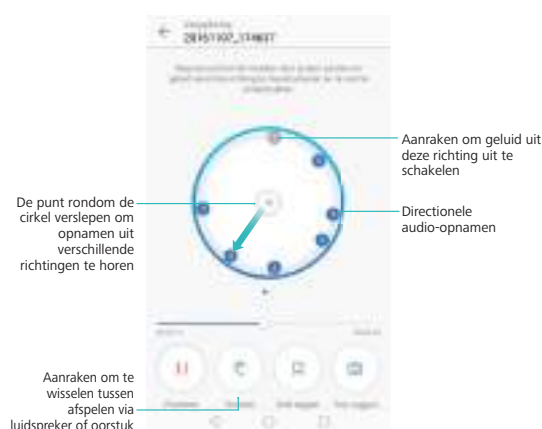 20151107_174637
Aanraken om geluid uit
deze richting uit te
schakelen
De punt rondom de
cirkel verslepen om
opnamen uit
verschillende
richtingen te horen
Directionele
audio-opnamen
Aanraken om te
wisselen tussen
afspelen via
luidspreker of oorstuk